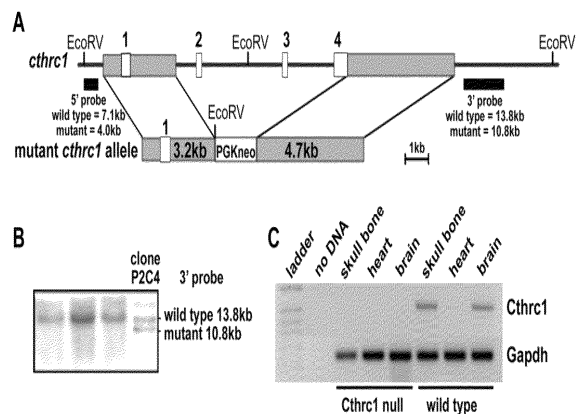 A
EcoRV 1 2 EcoRV 3 4 EcoRV
cthrc1
5' probe
wild type = 7.1kb
mutant = 4.0kb
3' probe
wild type = 13.8kb
mutant = 10.8kb
EcoRV
1
mutant cthrc1 allele 3.2kb PGKneo 4.7kb
1kb
B
clone
P2C4 3' probe
wild type 13.8kb
mutant 10.8kb
C
ladder no DNA skull bone heart brain skull bone heart brain
Cthrc1
Gapdh
Cthrc1 null wild type